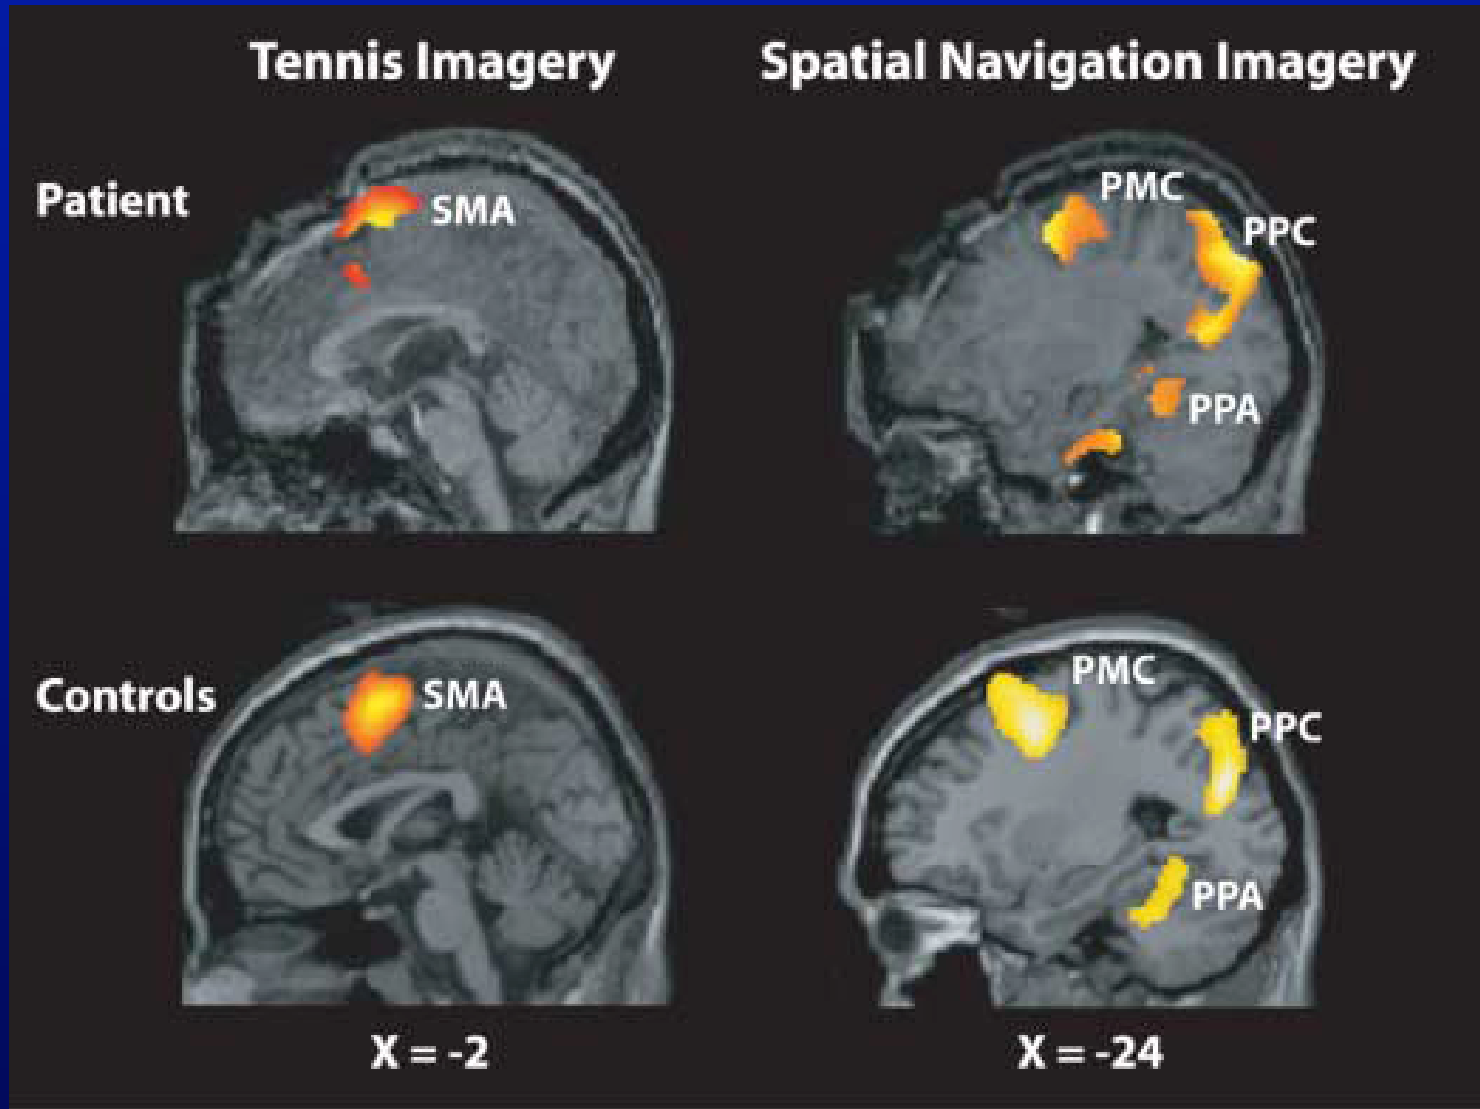 Tennis Imagery
Spatial Navigation Imagery
Patient
SMA
PMC
PPC
PPA
Controls
SMA
PMC
PPC
PPA
X = -2
X = -24